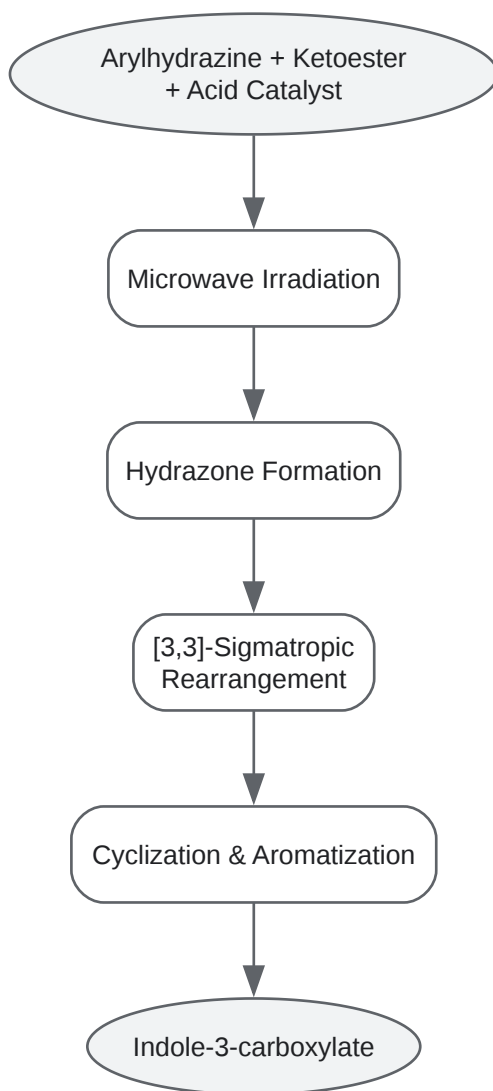 Arylhydrazine + Ketoester
+ Acid Catalyst
Microwave Irradiation
Hydrazone Formation
[3,3]-Sigmatropic
Rearrangement
Cyclization & Aromatization
Indole-3-carboxylate